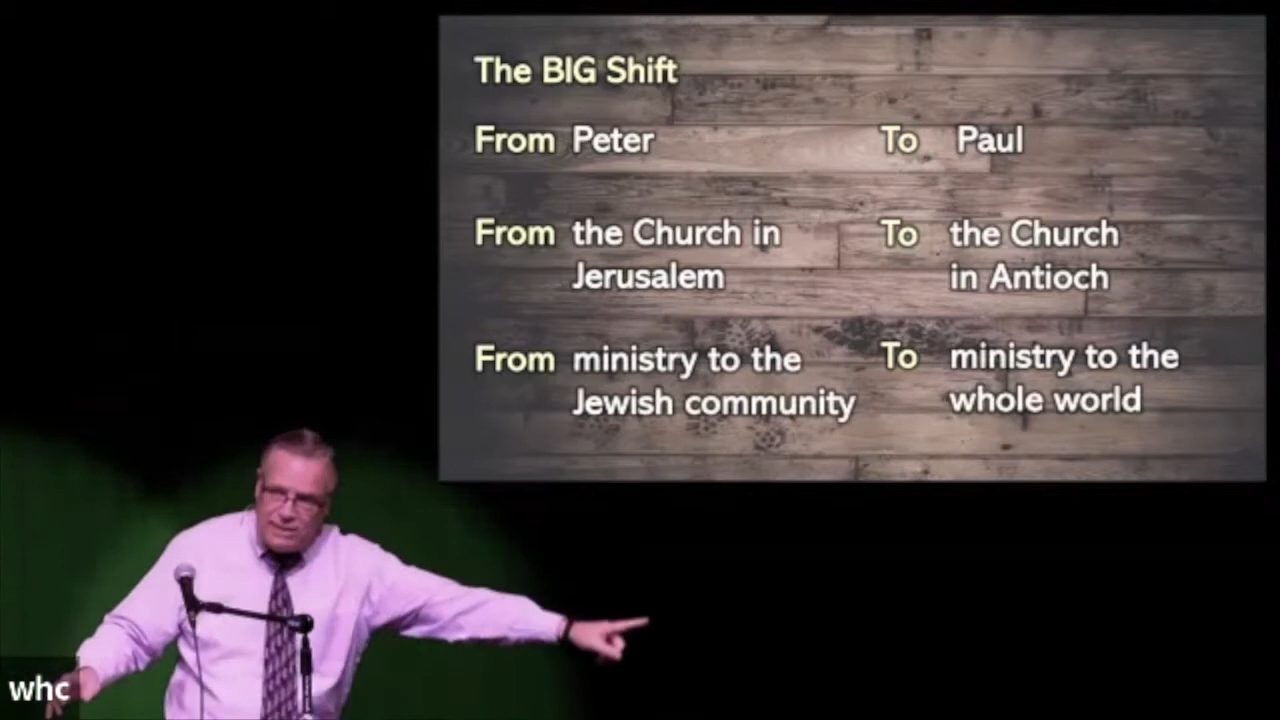 The BIG Shift
From Peter To Paul
From the Church in To the Church
Jerusalem in Antioch
From ministry to the To ministry to the
Jewish community whole world
whc